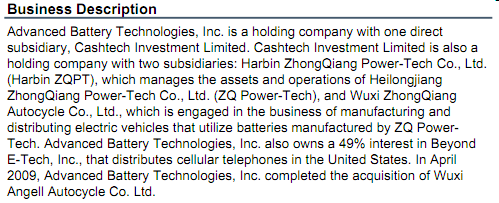 Business Description
Advanced Battery Technologies, Inc. is a holding company with one direct
subsidiary, Cashtech Investment Limited. Cashtech Investment Limited is also a
holding company with two subsidiaries: Harbin ZhongQiang Power-Tech Co., Ltd.
(Harbin ZQPT), which manages the assets and operations of Heilongjiang
ZhongQiang Power-Tech Co., Ltd. (ZQ Power-Tech), and Wuxi ZhongQiang
Autocycle Co., Ltd., which is engaged in the business of manufacturing and
distributing electric vehicles that utilize batteries manufactured by ZQ Power-
Tech. Advanced Battery Technologies, Inc. also owns a 49% interest in Beyond
E-Tech, Inc., that distributes cellular telephones in the United States. In April
2009, Advanced Battery Technologies, Inc. completed the acquisition of Wuxi
Angell Autocycle Co. Ltd.